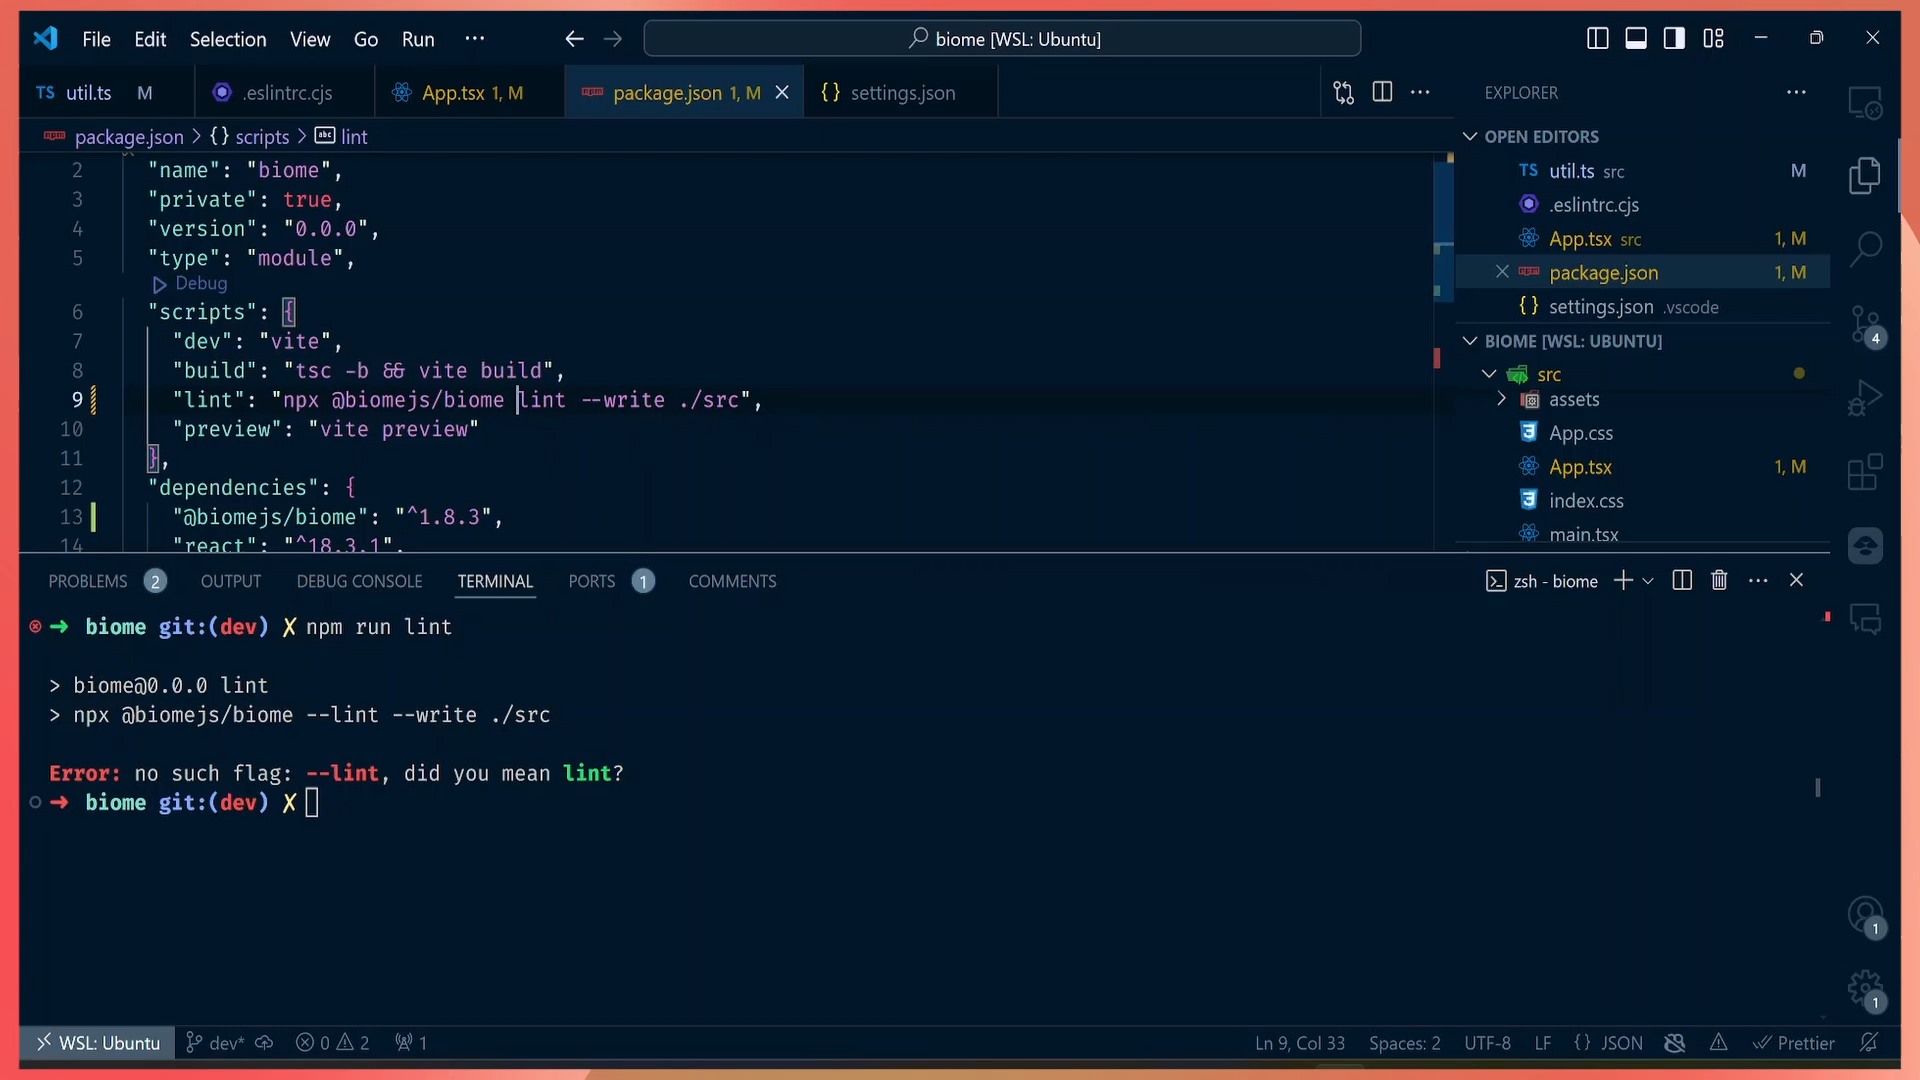 File Edit Selection View Go Run ···
biome [WSL: Ubuntu]
TS util.ts M
.eslintrc.cjs
App.tsx 1, M
package.json 1, M
{} settings.json
package.json > {} scripts > abc lint
2 "name": "biome",
3 "private": true,
4 "version": "0.0.0",
5 "type": "module",
Debug
6 "scripts": {
7 "dev": "vite",
8 "build": "tsc -b && vite build",
9 "lint": "npx @biomejs/biome lint --write ./src",
10 "preview": "vite preview"
11 },
12 "dependencies": {
13 "@biomejs/biome": "^1.8.3",
14 "react": "^18.3.1",
EXPLORER
OPEN EDITORS
TS util.ts src M
.eslintrc.cjs
App.tsx src 1, M
package.json 1, M
{} settings.json .vscode
BIOME [WSL: UBUNTU]
src
assets
App.css
App.tsx 1, M
index.css
main.tsx
4
1
1
PROBLEMS 2 OUTPUT DEBUG CONSOLE TERMINAL PORTS 1 COMMENTS
zsh - biome
➜ biome git:(dev) ✗ npm run lint
> biome@0.0.0 lint
> npx @biomejs/biome --lint --write ./src
Error: no such flag: --lint, did you mean lint?
➜ biome git:(dev) ✗
WSL: Ubuntu dev* 0 2 1
Ln 9, Col 33 Spaces: 2 UTF-8 LF {} JSON Prettier